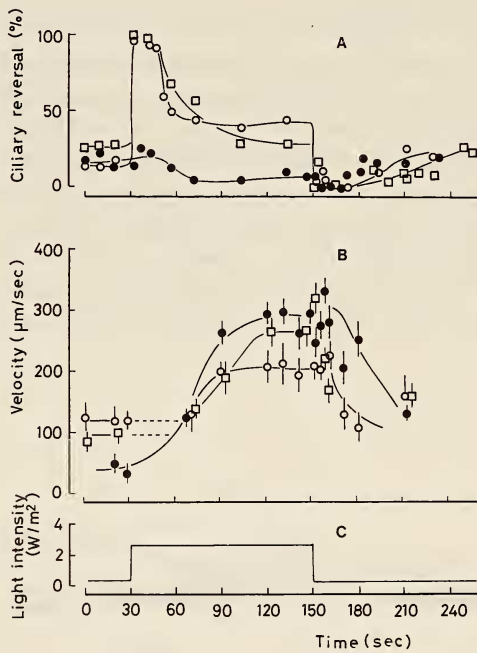 Ciliary reversal (%)
100
50
0
A
Velocity (µm/sec)
400
300
200
100
0
B
Light intensity
(W/m²)
4
2
0
C
0 30 60 90 120 150 180 210 240
Time (sec)